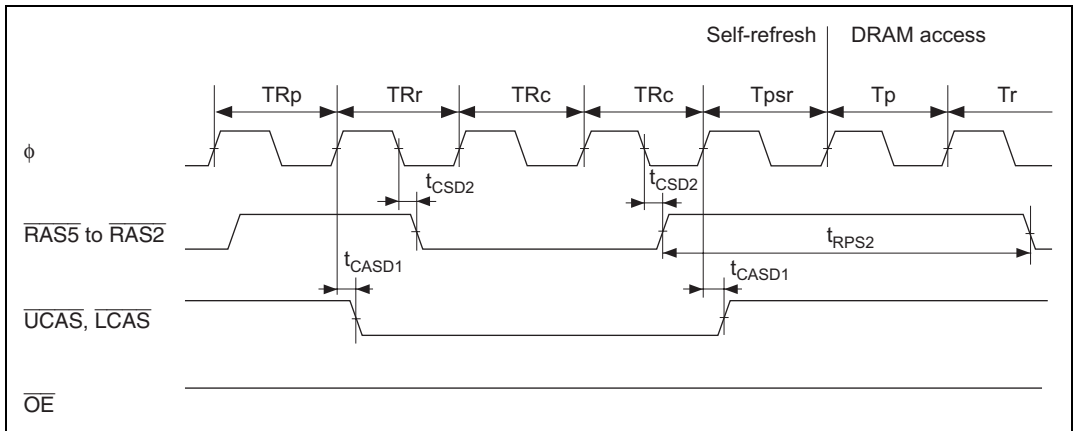 Self-refresh DRAM access
TRp TRr TRc TRc Tpsr Tp Tr
ϕ
tCSD2 tCSD2
RAS5 to RAS2
tRPS2
tCASD1 tCASD1
UCAS, LCAS
OE